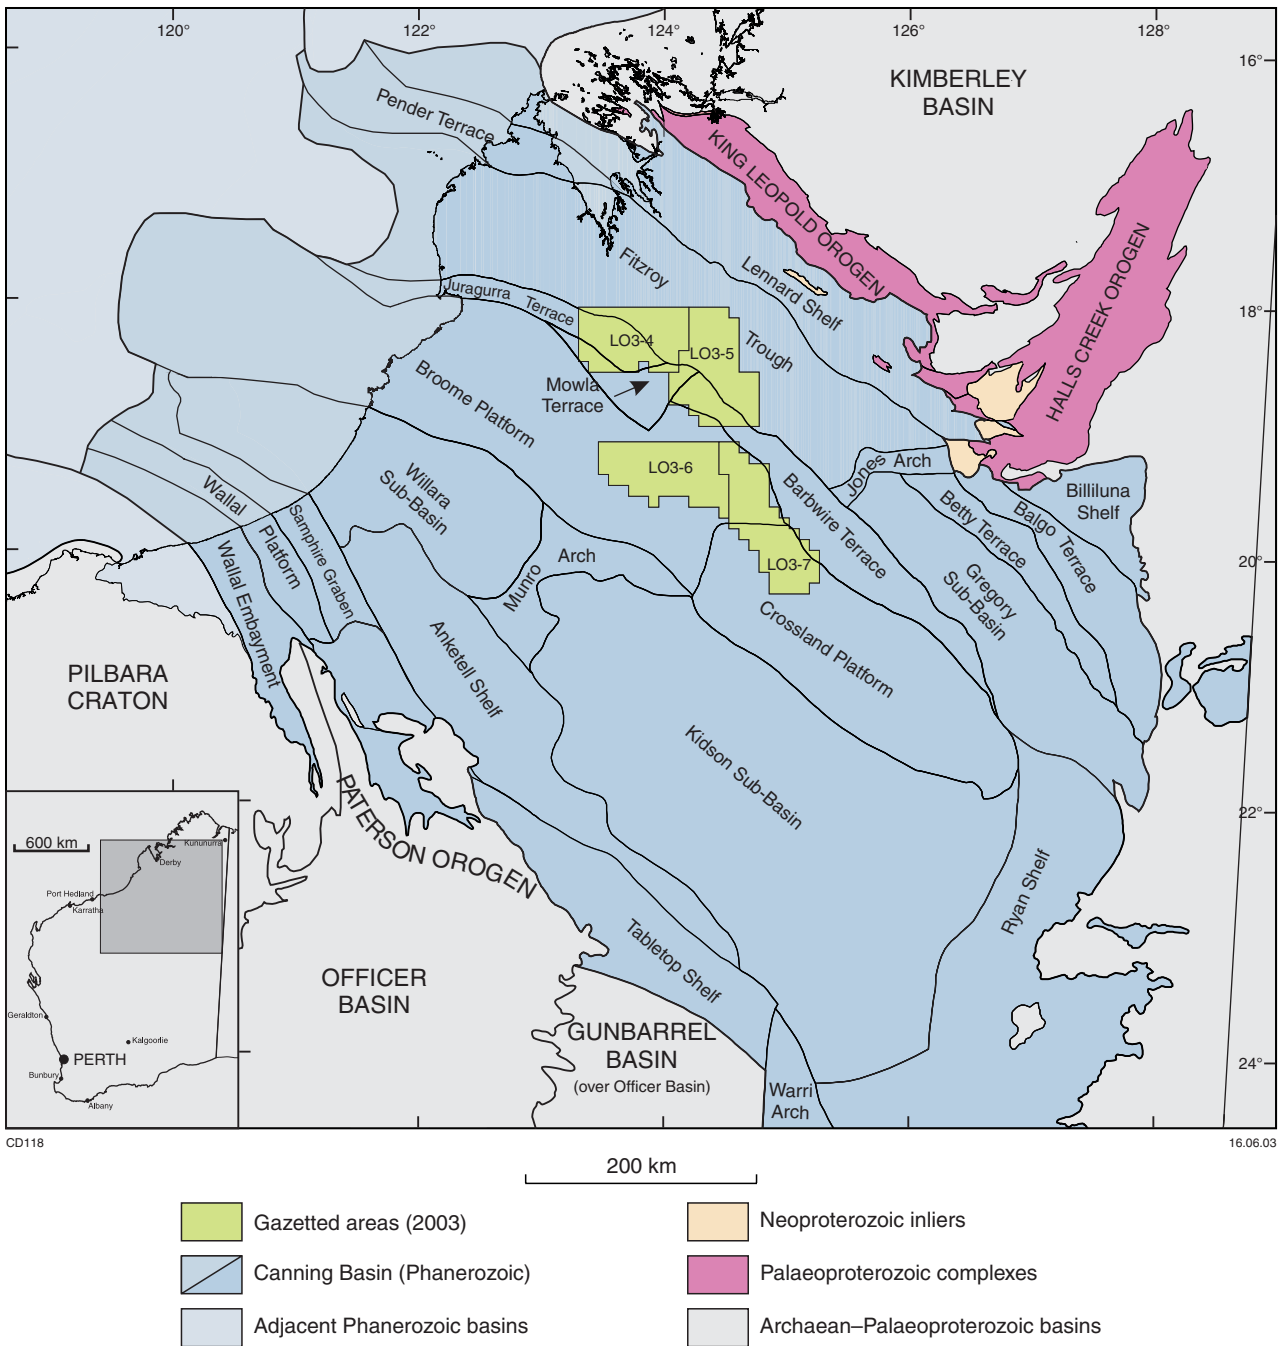 120°
122°
124°
126°
128°
16°
18°
20°
22°
24°
KIMBERLEY
BASIN
Pender Terrace
KING LEOPOLD OROGEN
HALLS CREEK OROGEN
Fitzroy
Trough
Lennard Shelf
Juragurra Terrace
LO3-4
LO3-5
Mowla
Terrace
Broome Platform
LO3-6
LO3-7
Jones Arch
Billiluna
Shelf
Balgo Terrace
Betty Terrace
Barbwire Terrace
Gregory
Sub-Basin
Willara
Sub-Basin
Wallal
Platform
Samphire Graben
Wallal Embayment
Munro
Arch
Anketell Shelf
Crossland Platform
Kidson Sub-Basin
PILBARA
CRATON
PATERSON OROGEN
Ryan Shelf
Tabletop Shelf
OFFICER
BASIN
GUNBARREL
BASIN
(over Officer Basin)
Warri
Arch
600 km
Kununurra
Derby
Port Hedland
Karratha
Geraldton
Kalgoorlie
PERTH
Bunbury
Albany
CD118
16.06.03
200 km
Gazetted areas (2003)
Canning Basin (Phanerozoic)
Adjacent Phanerozoic basins
Neoproterozoic inliers
Palaeoproterozoic complexes
Archaean–Palaeoproterozoic basins